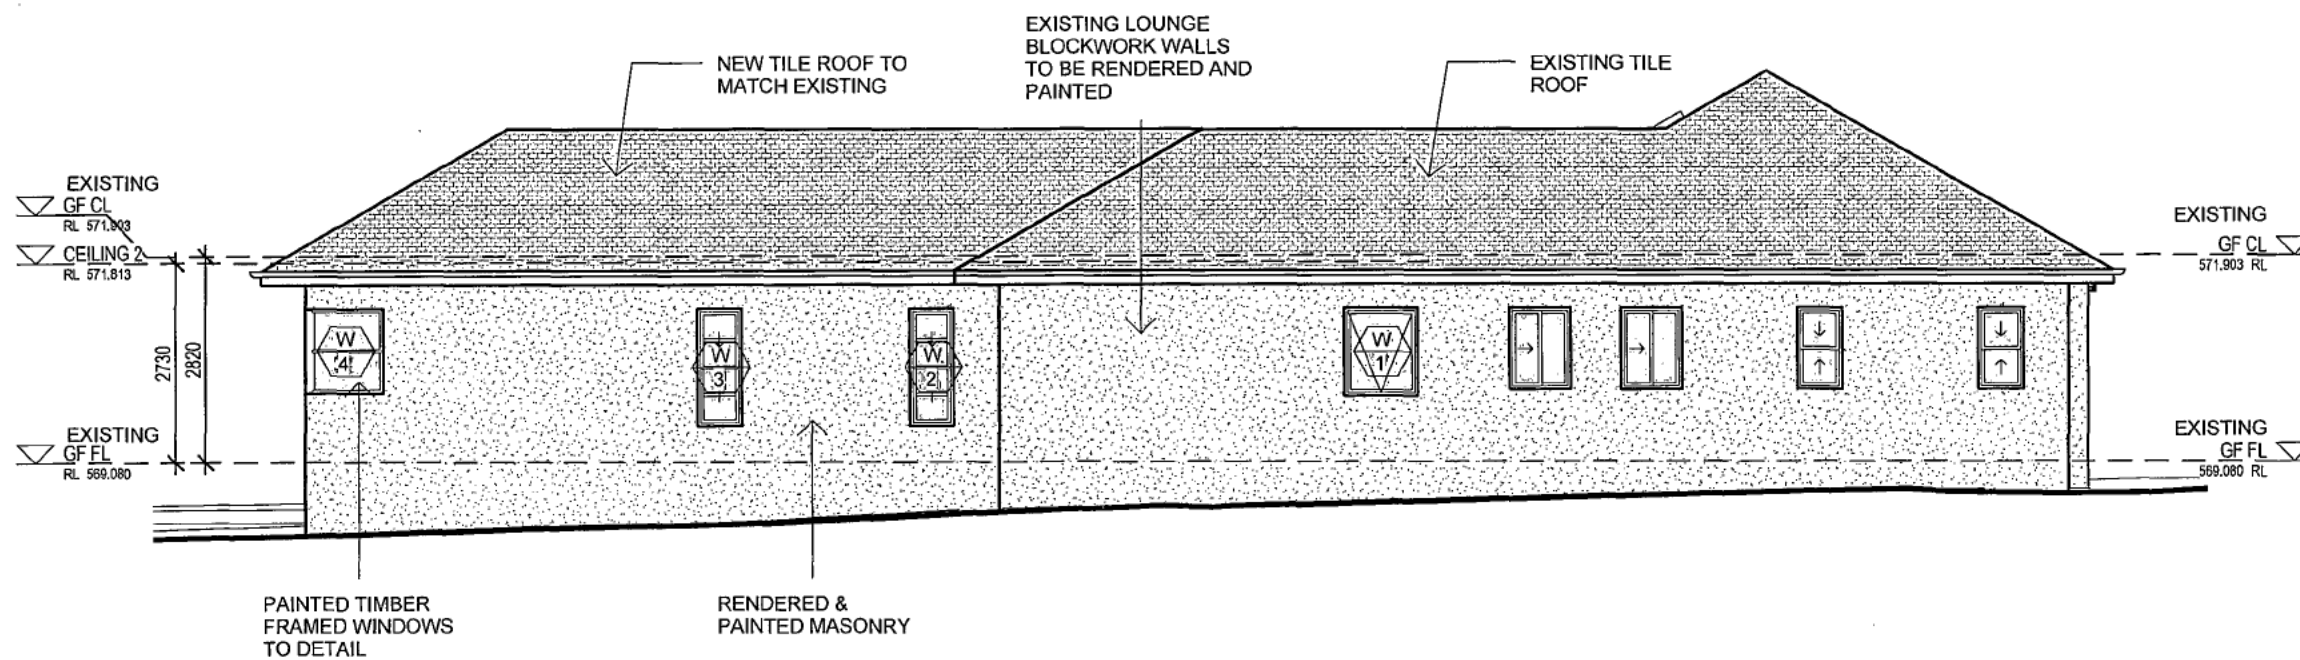 EXISTING LOUNGE
BLOCKWORK WALLS
TO BE RENDERED AND
PAINTED
NEW TILE ROOF TO
MATCH EXISTING
EXISTING TILE
ROOF
EXISTING
GF CL
RL 571.903
CEILING 2
RL 571.813
EXISTING
GF CL
571.903 RL
2730
2820
W
4
W
3
W
2
W
1
EXISTING
GF FL
RL 569.080
EXISTING
GF FL
569.080 RL
PAINTED TIMBER
FRAMED WINDOWS
TO DETAIL
RENDERED &
PAINTED MASONRY